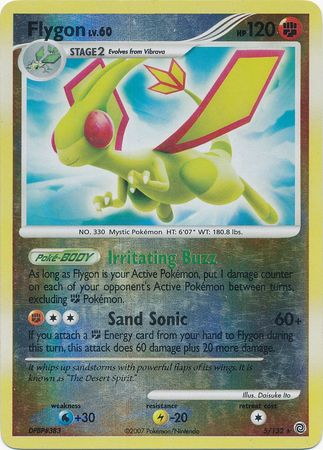 Flygon LV.60 HP 120
STAGE2 Evolves from Vibrava
NO. 330 Mystic Pokémon HT: 6'07" WT: 180.8 lbs.
Poké-BODY Irritating Buzz
As long as Flygon is your Active Pokémon, put 1 damage counter
on each of your opponent's Active Pokémon between turns,
excluding Pokémon.
Sand Sonic 60+
If you attach a Energy card from your hand to Flygon during
this turn, this attack does 60 damage plus 20 more damage.
It whips up sandstorms with powerful flaps of its wings. It is
known as "The Desert Spirit."
Illus. Daisuke Ito
weakness resistance retreat cost
+30 -20
DPBP#383 ©2007 Pokémon/Nintendo 5/132